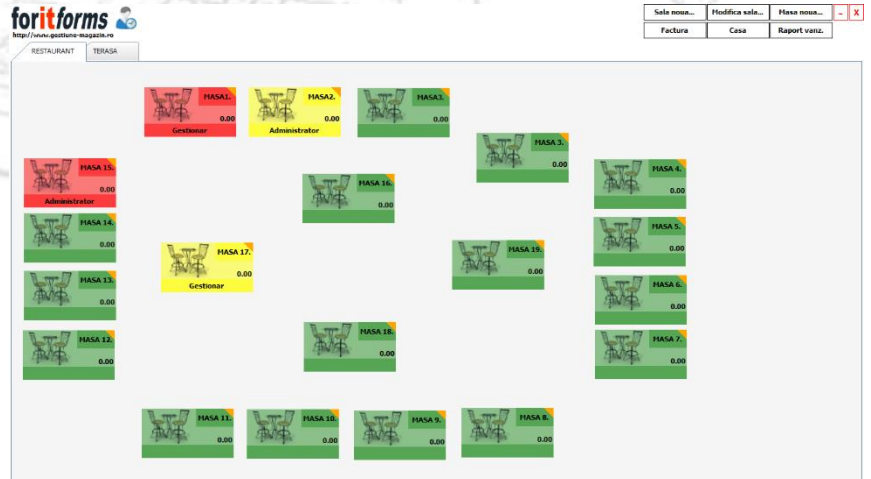 foritforms
http://www.gestiune-magazin.ro
Sala noua... Modifica sala... Masa noua... - X
Factura Casa Raport vanz.
RESTAURANT TERASA
MASA1.
0.00
Gestionar
MASA2.
0.00
Administrator
MASA3.
0.00
MASA 3.
0.00
MASA 15.
0.00
Administrator
MASA 16.
0.00
MASA 4.
0.00
MASA 14.
0.00
MASA 5.
0.00
MASA 17.
0.00
Gestionar
MASA 19.
0.00
MASA 13.
0.00
MASA 6.
0.00
MASA 12.
0.00
MASA 18.
0.00
MASA 7.
0.00
MASA 11.
0.00
MASA 10.
0.00
MASA 9.
0.00
MASA 8.
0.00